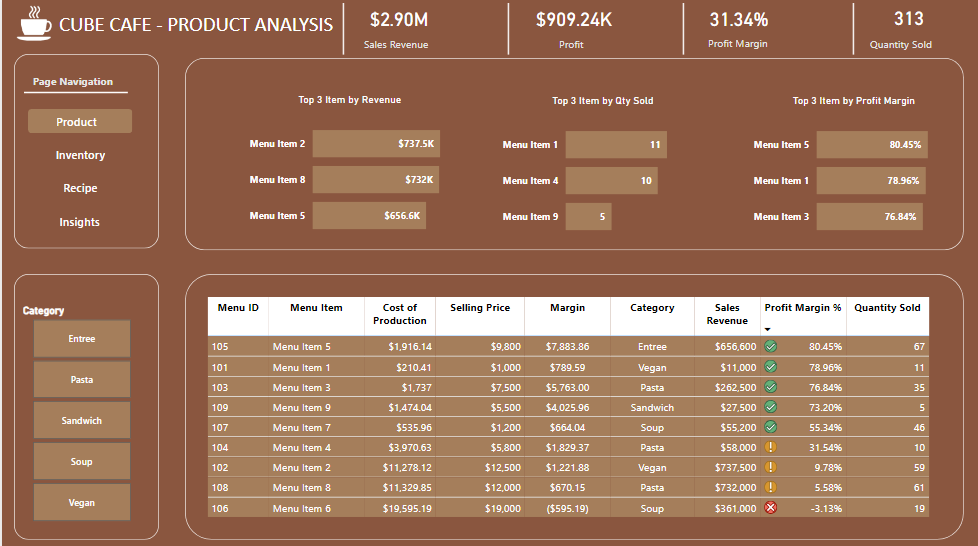 CUBE CAFE - PRODUCT ANALYSIS
$2.90M
Sales Revenue
$909.24K
Profit
31.34%
Profit Margin
313
Quantity Sold
Page Navigation
Product
Inventory
Recipe
Insights
Top 3 Item by Revenue
Menu Item 2 $737.5K
Menu Item 8 $732K
Menu Item 5 $656.6K
Top 3 Item by Qty Sold
Menu Item 1 11
Menu Item 4 10
Menu Item 9 5
Top 3 Item by Profit Margin
Menu Item 5 80.45%
Menu Item 1 78.96%
Menu Item 3 76.84%
Category
Entree
Pasta
Sandwich
Soup
Vegan
Menu ID Menu Item Cost of Production Selling Price Margin Category Sales Revenue Profit Margin % Quantity Sold
105 Menu Item 5 $1,916.14 $9,800 $7,883.86 Entree $656,600 80.45% 67
101 Menu Item 1 $210.41 $1,000 $789.59 Vegan $11,000 78.96% 11
103 Menu Item 3 $1,737 $7,500 $5,763.00 Pasta $262,500 76.84% 35
109 Menu Item 9 $1,474.04 $5,500 $4,025.96 Sandwich $27,500 73.20% 5
107 Menu Item 7 $535.96 $1,200 $664.04 Soup $55,200 55.34% 46
104 Menu Item 4 $3,970.63 $5,800 $1,829.37 Pasta $58,000 31.54% 10
102 Menu Item 2 $11,278.12 $12,500 $1,221.88 Vegan $737,500 9.78% 59
108 Menu Item 8 $11,329.85 $12,000 $670.15 Pasta $732,000 5.58% 61
106 Menu Item 6 $19,595.19 $19,000 ($595.19) Soup $361,000 -3.13% 19